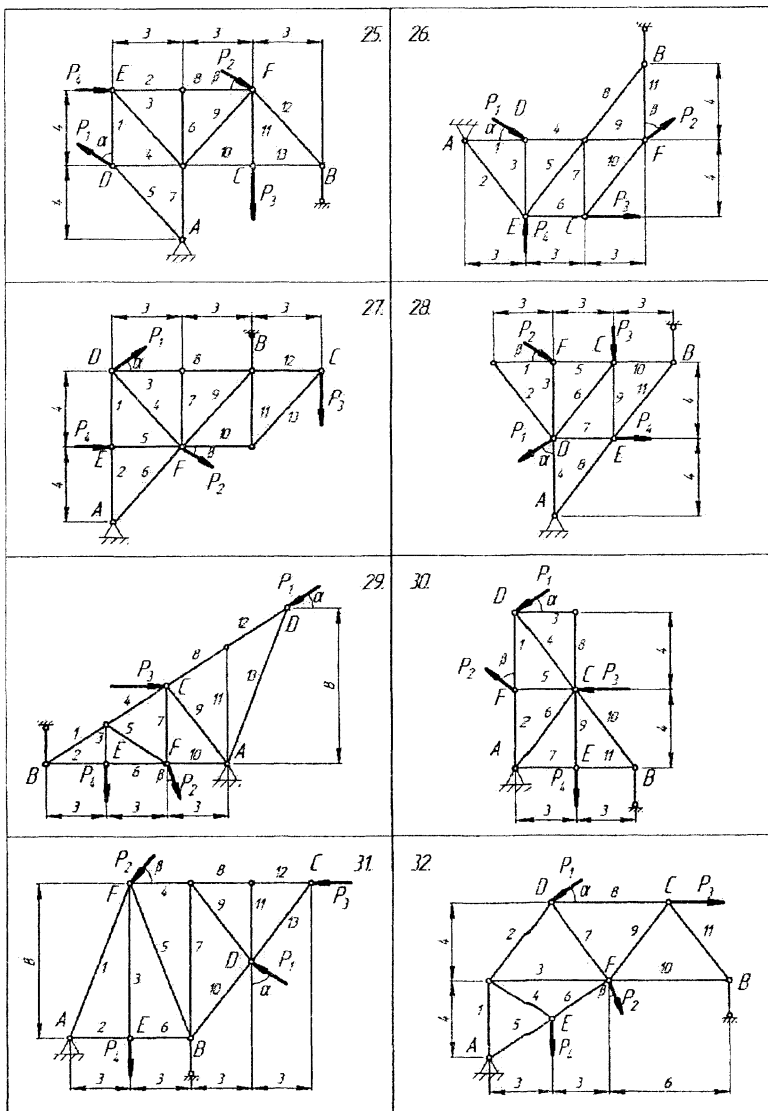 25.
3 3 3
P₄ E 2 8 P₂ β F
4 1 3 6 9 11 12
P₁ α D 4 10 C 13 B
4 5 7 P₃
A
26.
B
8 11 4
P₁ D β P₂
A α 1 4 9 F
2 3 5 7 10 4
E P₄ 6 C P₃
3 3 3
27.
3 3 3
D P₁ α 3 8 B 12 C
4 1 4 7 9 11 13 P₃
P₄ E 5 F β 10
4 2 6 P₂
A
28.
3 3 3
P₂ β F C P₃ B
1 5 10
2 3 6 9 11 4
P₁ D 7 E P₄
α 4 8 4
A
29.
P₁ α
12 D
P₃ 8
4 C 11 13 8
1 3 5 7 9
B 2 E 6 F 10 A
P₄ β P₂
3 3 3
30.
D P₁ α
3
1 4 8 4
P₂ β F 5 C P₃
2 6 9 10 4
A 7 E 11 B
P₄
3 3
31.
P₂ β 8 12 C
F 4 P₃
9 11 13
8 1 3 5 7 D P₁
10 α
A 2 E 6 B
P₄
3 3 3 3
32.
P₁ α
D 8 C P₃
4 2 7 9 11
3 F 10 B
4 1 4 6 β P₂
5 E
A P₄
3 3 6